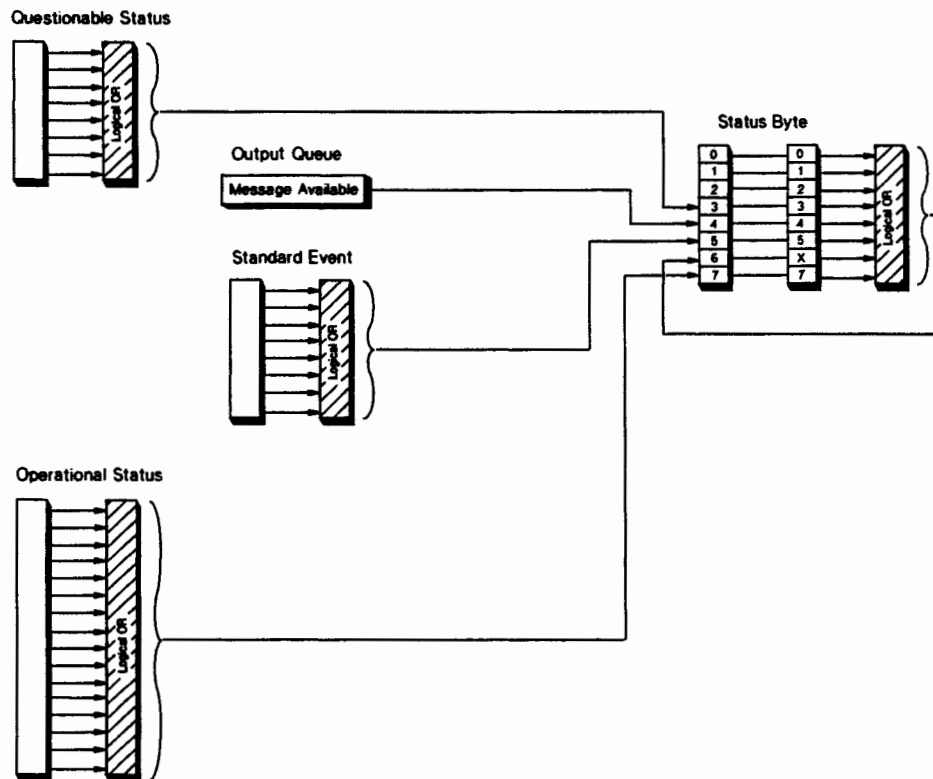 Questionable Status
Logical OR
Output Queue
Message Available
Status Byte
0 0
1 1
2 2
3 3
4 4
5 5
6 X
7 7
Logical OR
Standard Event
Logical OR
Operational Status
Logical OR